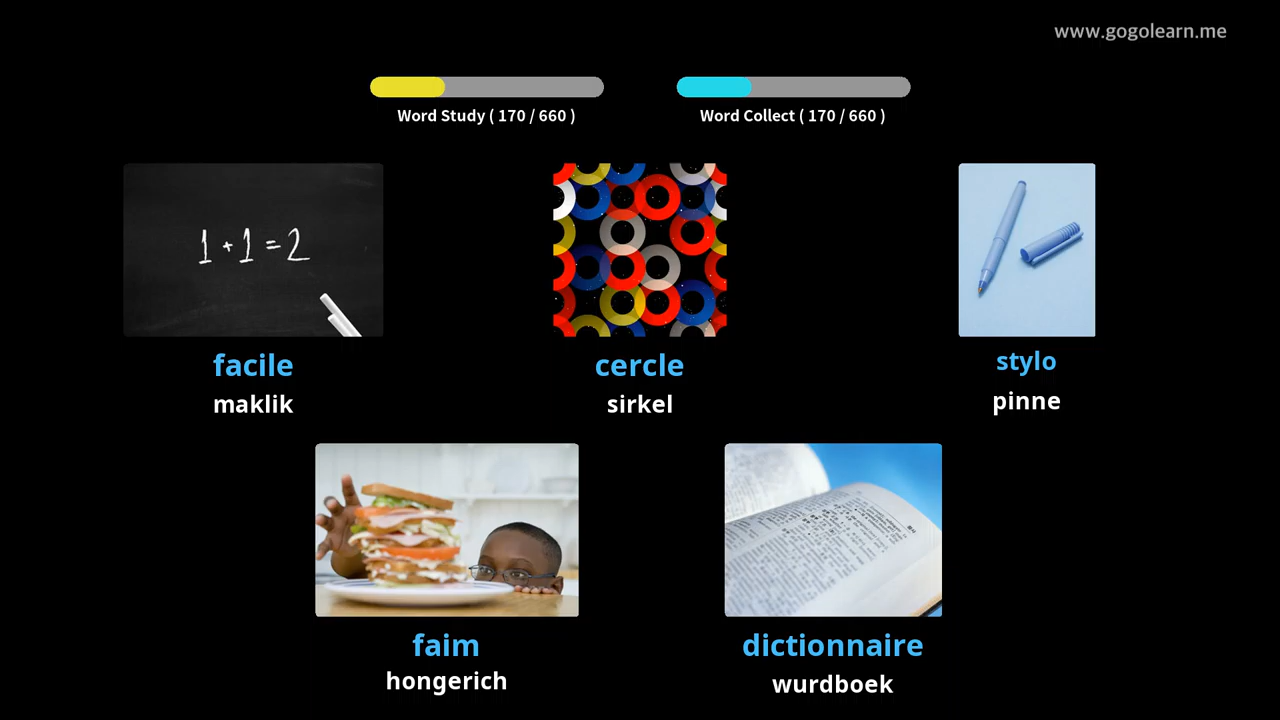 www.gogolearn.me
Word Study ( 170 / 660 )
Word Collect ( 170 / 660 )
1 + 1 = 2
facile
cercle
stylo
maklik
sirkel
pinne
faim
dictionnaire
hongerich
wurdboek